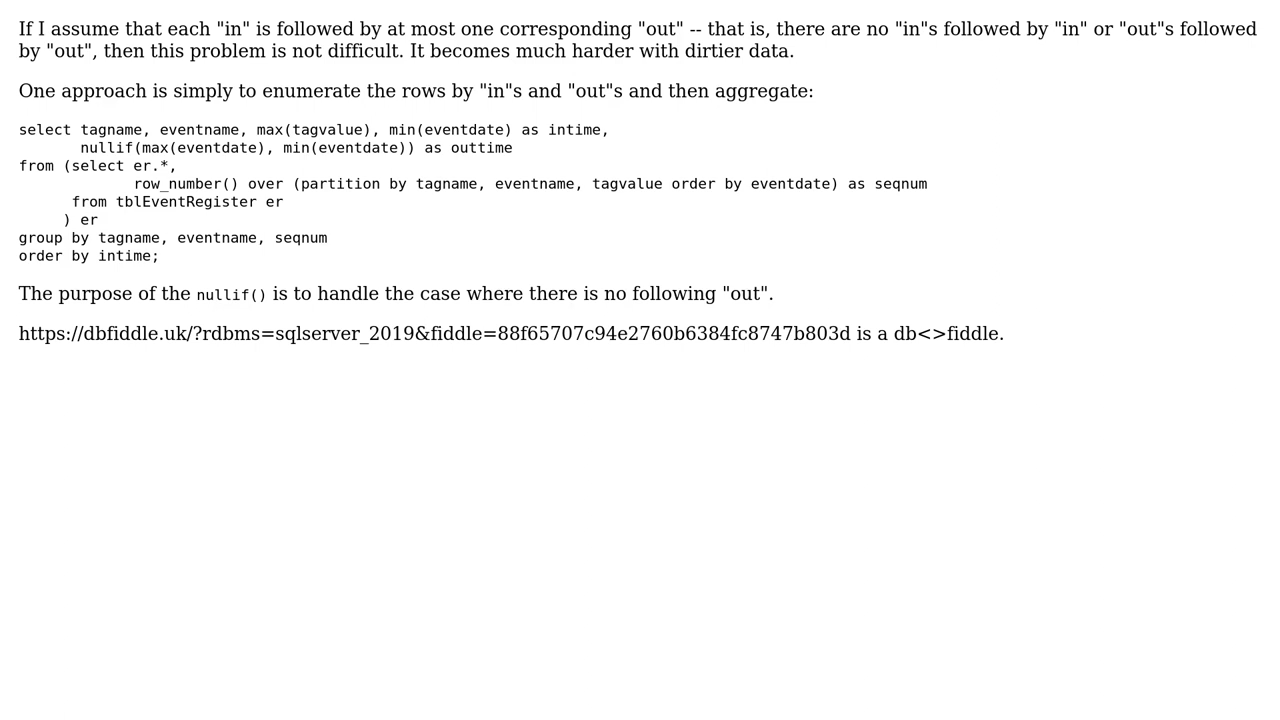 If I assume that each "in" is followed by at most one corresponding "out" -- that is, there are no "in"s followed by "in" or "out"s followed
by "out", then this problem is not difficult. It becomes much harder with dirtier data.
One approach is simply to enumerate the rows by "in"s and "out"s and then aggregate:
select tagname, eventname, max(tagvalue), min(eventdate) as intime,
       nullif(max(eventdate), min(eventdate)) as outtime
from (select er.*,
             row_number() over (partition by tagname, eventname, tagvalue order by eventdate) as seqnum
      from tblEventRegister er
     ) er
group by tagname, eventname, seqnum
order by intime;
The purpose of the nullif() is to handle the case where there is no following "out".
https://dbfiddle.uk/?rdbms=sqlserver_2019&fiddle=88f65707c94e2760b6384fc8747b803d is a db<>fiddle.